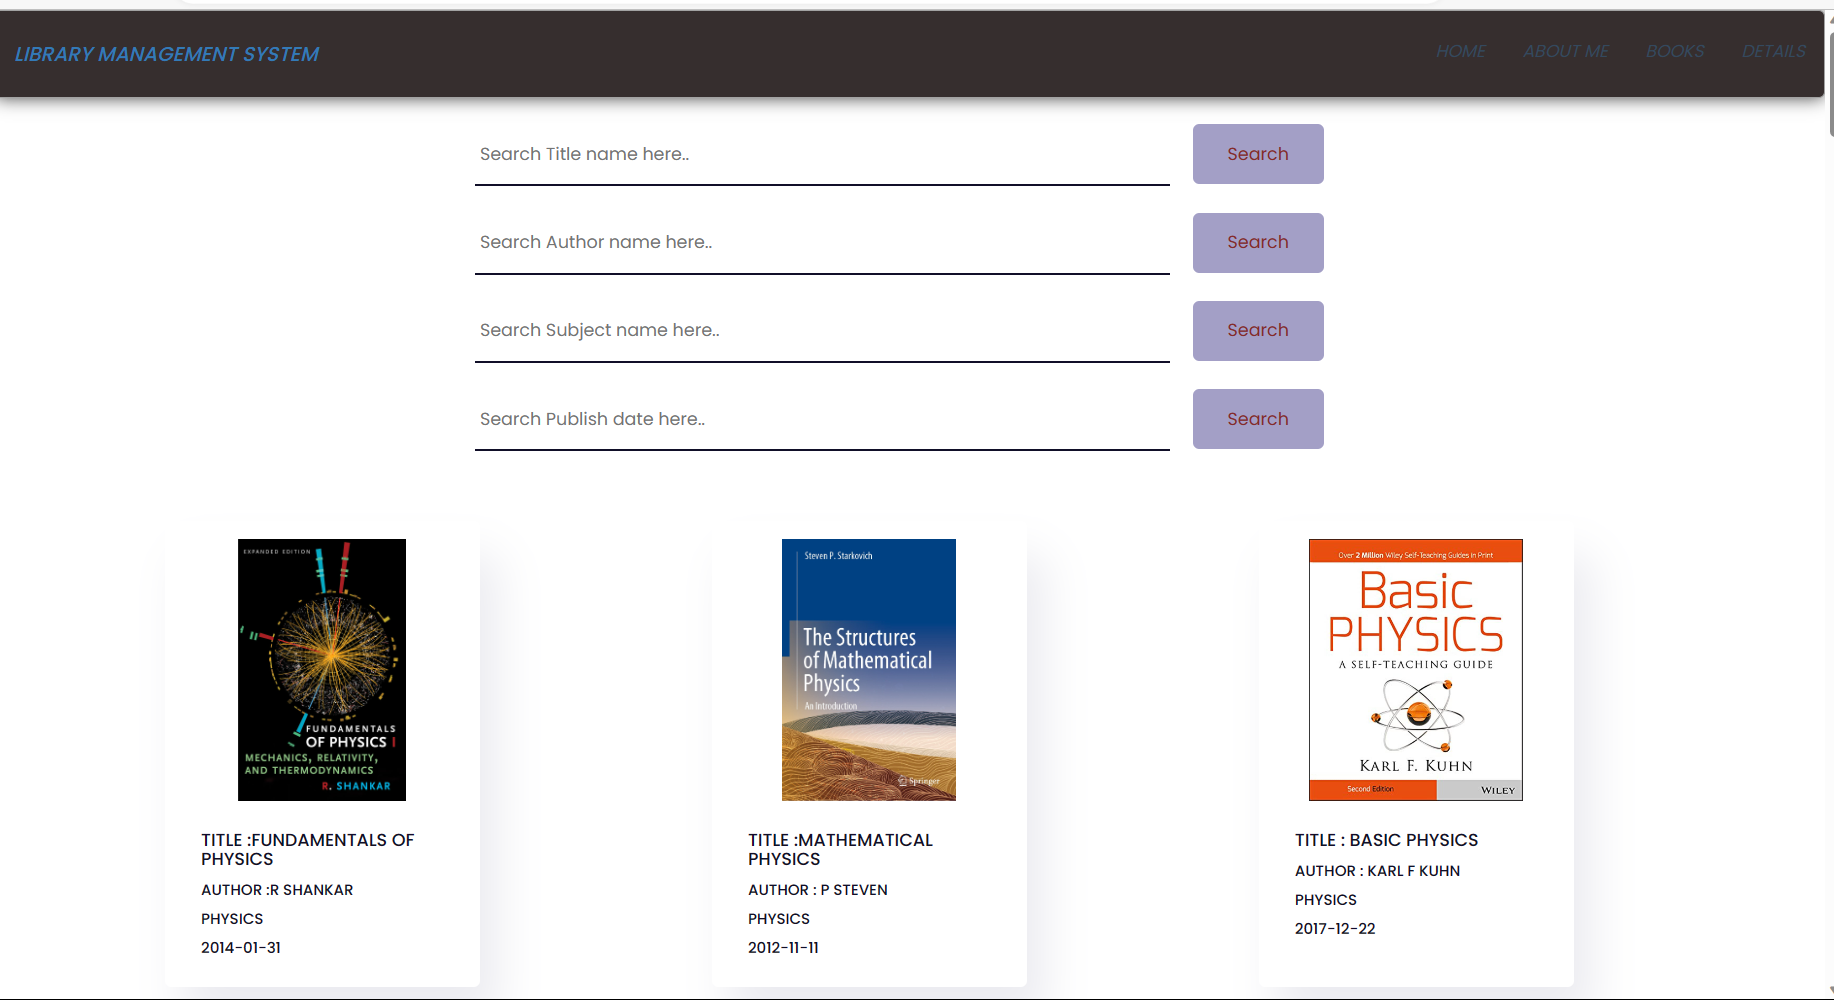 LIBRARY MANAGEMENT SYSTEM
HOME ABOUT ME BOOKS DETAILS
Search Title name here.. Search
Search Author name here.. Search
Search Subject name here.. Search
Search Publish date here.. Search
EXPANDED EDITION
FUNDAMENTALS
OF PHYSICS I
MECHANICS, RELATIVITY,
AND THERMODYNAMICS
R. SHANKAR
TITLE :FUNDAMENTALS OF
PHYSICS
AUTHOR :R SHANKAR
PHYSICS
2014-01-31
Steven P. Starkovich
The Structures
of Mathematical
Physics
An Introduction
Springer
TITLE :MATHEMATICAL
PHYSICS
AUTHOR : P STEVEN
PHYSICS
2012-11-11
Over 2 Million Wiley Self-Teaching Guides in Print
Basic
PHYSICS
A SELF-TEACHING GUIDE
KARL F. KUHN
Second Edition
WILEY
TITLE : BASIC PHYSICS
AUTHOR : KARL F KUHN
PHYSICS
2017-12-22